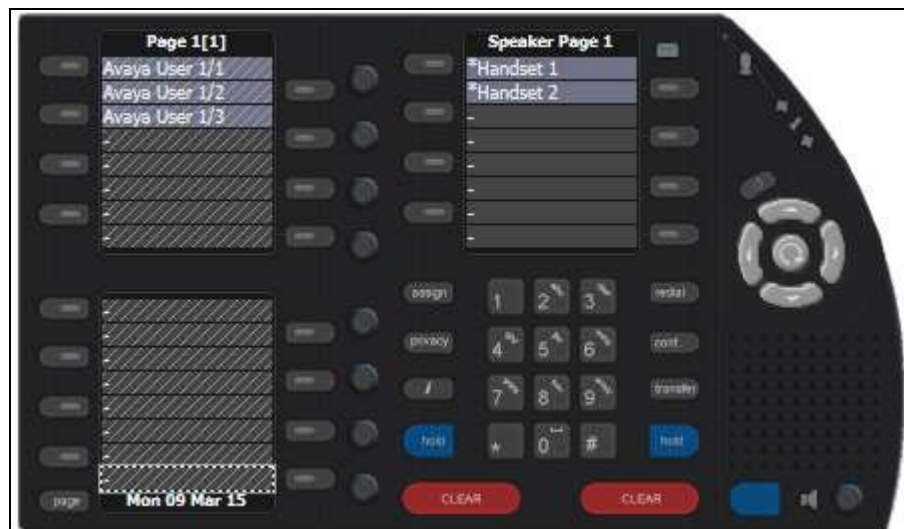 Page 1[1]
Avaya User 1/1
Avaya User 1/2
Avaya User 1/3
-
-
-
-
-
Speaker Page 1
*Handset 1
*Handset 2
-
-
-
-
-
-
-
-
-
-
-
-
-
-
Mon 09 Mar 15
page
assign
privacy
/
hold
1 2 3
4 5 6
7 8 9
* 0 #
redial
conf
transfer
hold
CLEAR
CLEAR